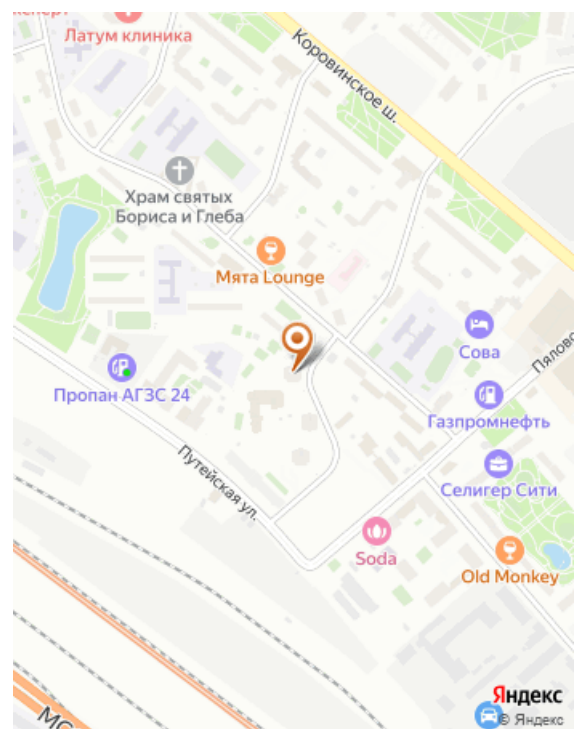 Латум клиника
Коровинское ш.
Храм святых
Бориса и Глеба
Мята Lounge
Сова
Пропан АГЗС 24
Газпромнефть
Путейская ул.
Селигер Сити
Soda
Old Monkey
Яндекс
© Яндекс